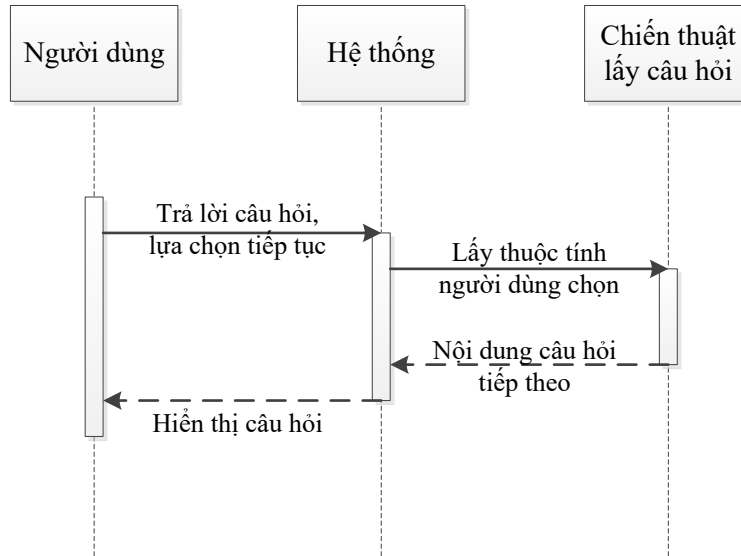 Người dùng
Hệ thống
Chiến thuật
lấy câu hỏi
Trả lời câu hỏi,
lựa chọn tiếp tục
Lấy thuộc tính
người dùng chọn
Nội dung câu hỏi
tiếp theo
Hiển thị câu hỏi